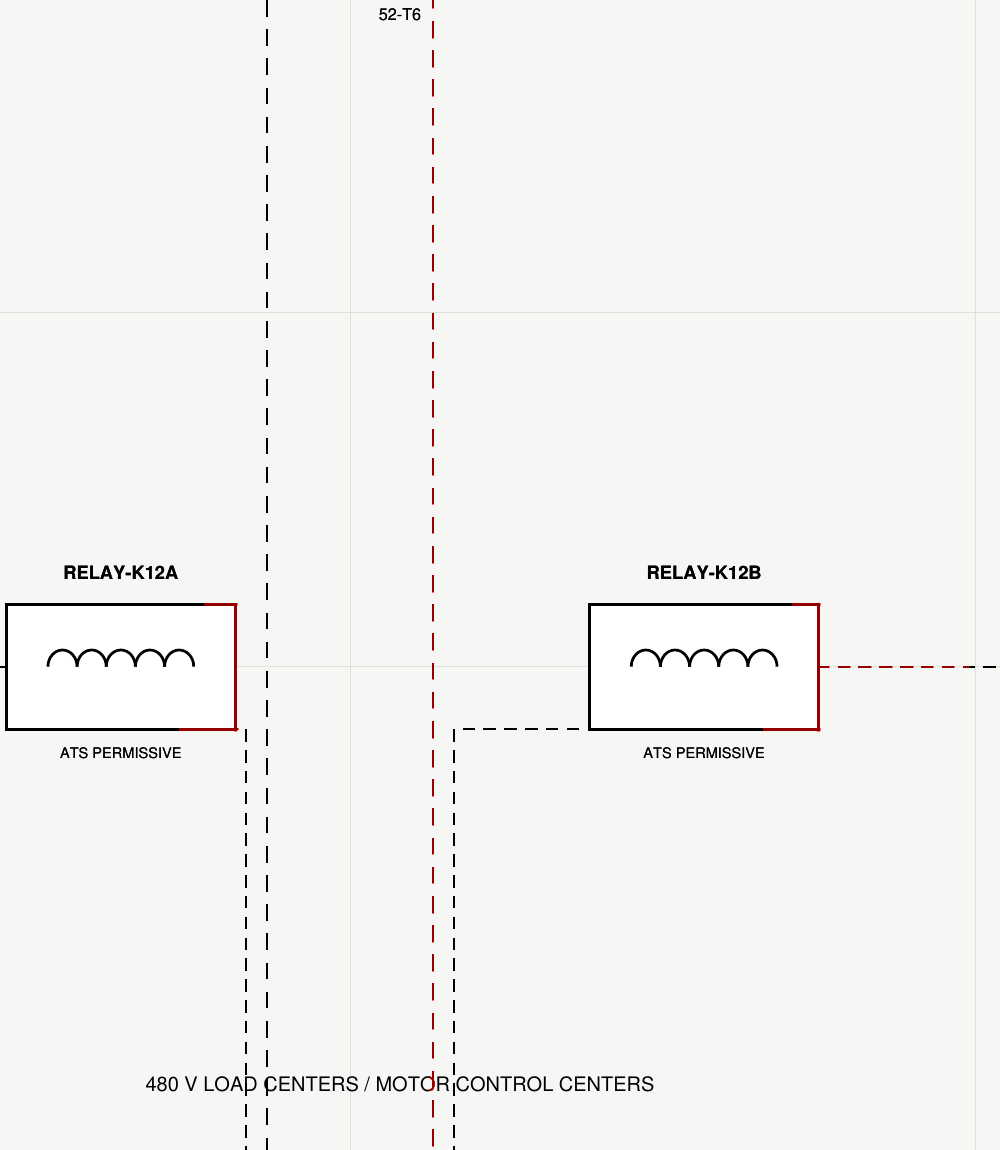 52-T6
RELAY-K12A
RELAY-K12B
ATS PERMISSIVE
ATS PERMISSIVE
480 V LOAD CENTERS / MOTOR CONTROL CENTERS